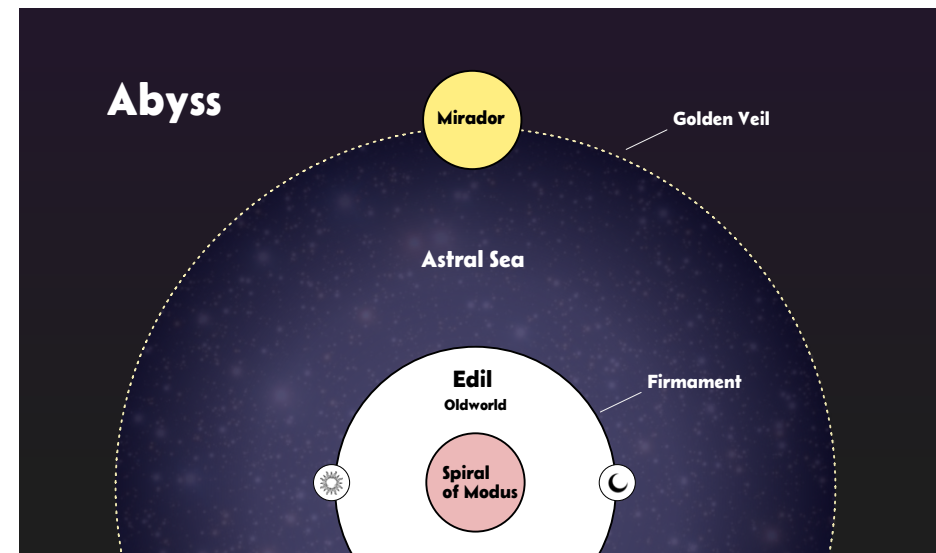 Abyss
Mirador
Golden Veil
Astral Sea
Edil
Oldworld
Firmament
Spiral
of Modus